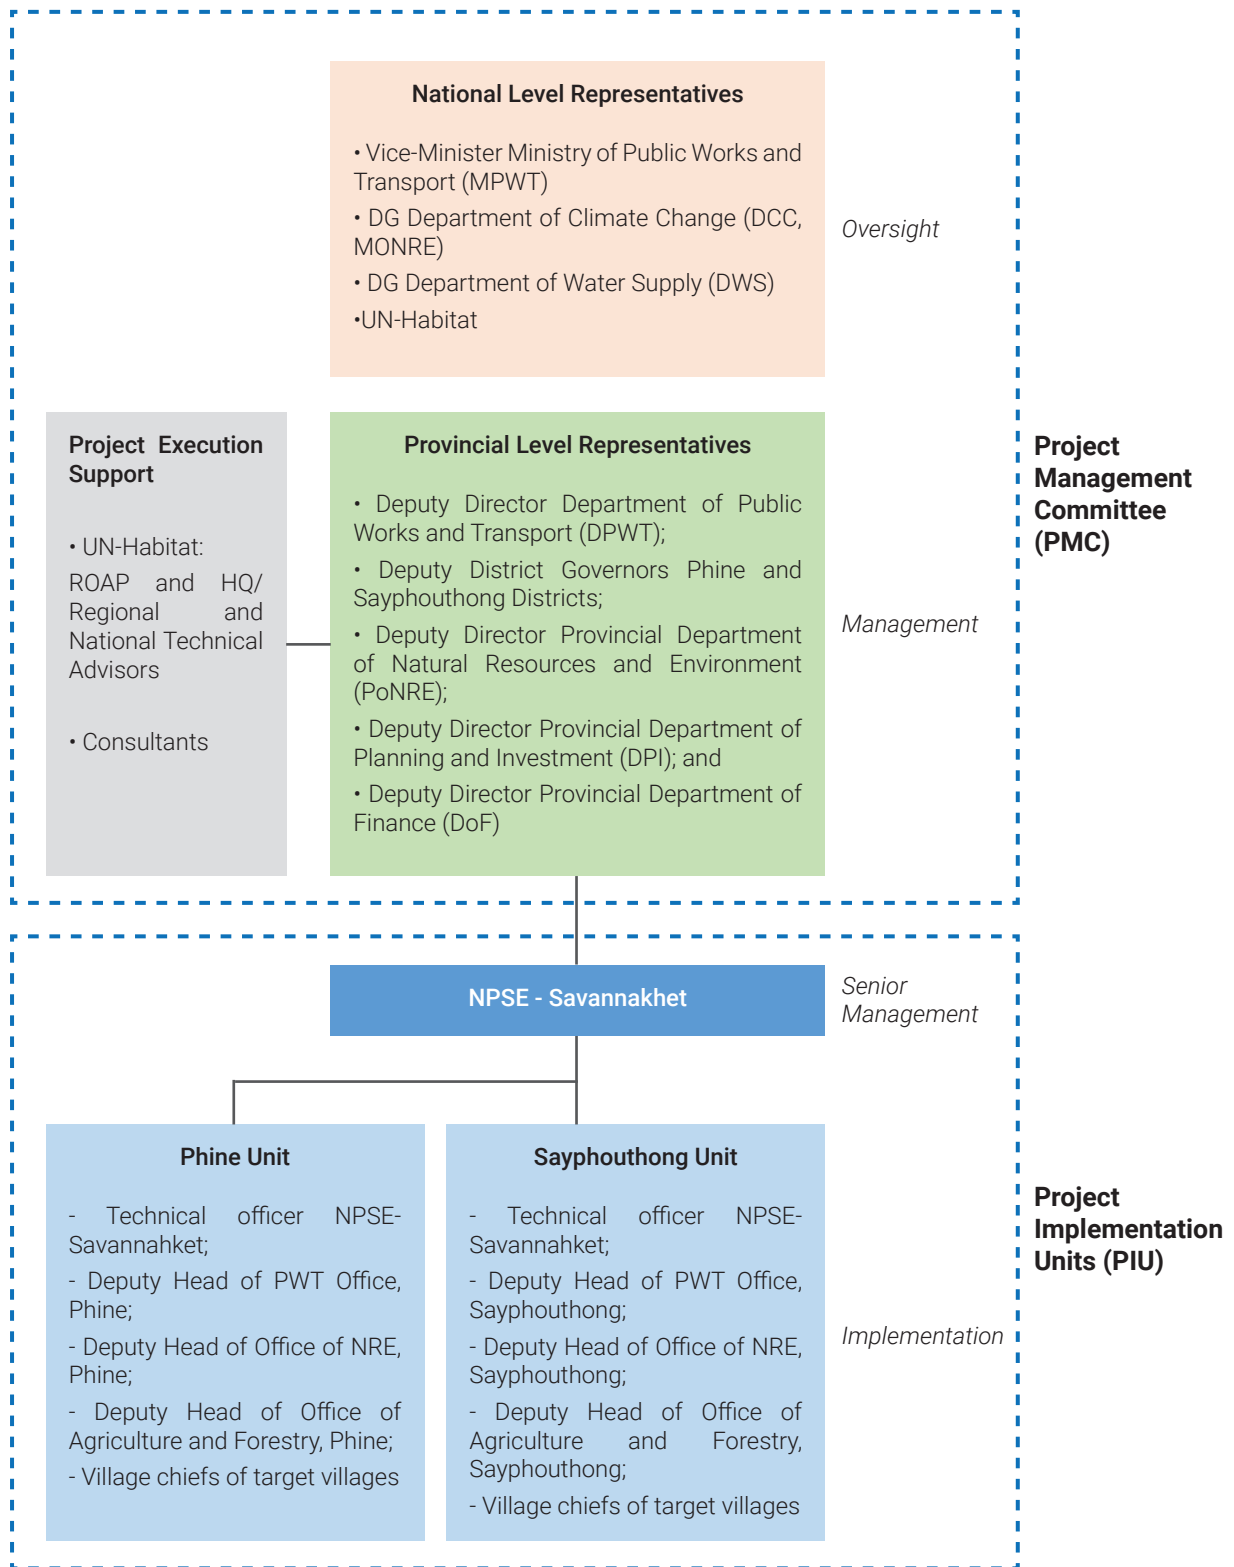 National Level Representatives
• Vice-Minister Ministry of Public Works and
Transport (MPWT)
• DG Department of Climate Change (DCC,
MONRE)
• DG Department of Water Supply (DWS)
•UN-Habitat
Oversight
Project Execution
Support
• UN-Habitat:
ROAP and HQ/
Regional and
National Technical
Advisors
• Consultants
Provincial Level Representatives
• Deputy Director Department of Public
Works and Transport (DPWT);
• Deputy District Governors Phine and
Sayphouthong Districts;
• Deputy Director Provincial Department
of Natural Resources and Environment
(PoNRE);
• Deputy Director Provincial Department of
Planning and Investment (DPI); and
• Deputy Director Provincial Department of
Finance (DoF)
Management
Project
Management
Committee
(PMC)
NPSE - Savannakhet
Senior
Management
Phine Unit
- Technical officer NPSE-
Savannahket;
- Deputy Head of PWT Office,
Phine;
- Deputy Head of Office of NRE,
Phine;
- Deputy Head of Office of
Agriculture and Forestry, Phine;
- Village chiefs of target villages
Sayphouthong Unit
- Technical officer NPSE-
Savannahket;
- Deputy Head of PWT Office,
Sayphouthong;
- Deputy Head of Office of NRE,
Sayphouthong;
- Deputy Head of Office of
Agriculture and Forestry,
Sayphouthong;
- Village chiefs of target villages
Implementation
Project
Implementation
Units (PIU)